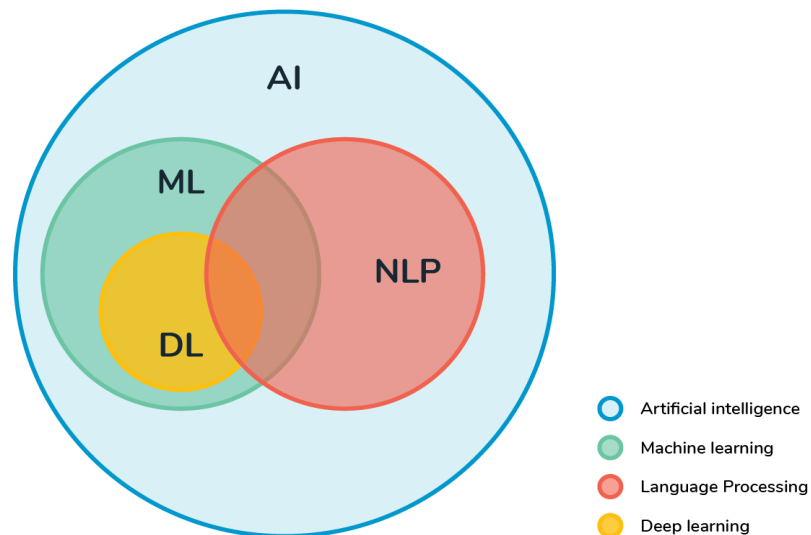 AI
ML
NLP
DL
Artificial intelligence
Machine learning
Language Processing
Deep learning